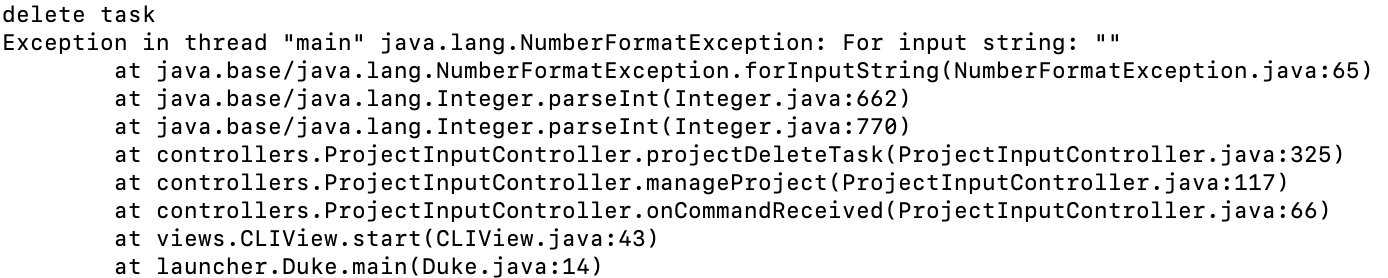 delete task
Exception in thread "main" java.lang.NumberFormatException: For input string: ""
at java.base/java.lang.NumberFormatException.forInputString(NumberFormatException.java:65)
at java.base/java.lang.Integer.parseInt(Integer.java:662)
at java.base/java.lang.Integer.parseInt(Integer.java:770)
at controllers.ProjectInputController.projectDeleteTask(ProjectInputController.java:325)
at controllers.ProjectInputController.manageProject(ProjectInputController.java:117)
at controllers.ProjectInputController.onCommandReceived(ProjectInputController.java:66)
at views.CLIView.start(CLIView.java:43)
at launcher.Duke.main(Duke.java:14)